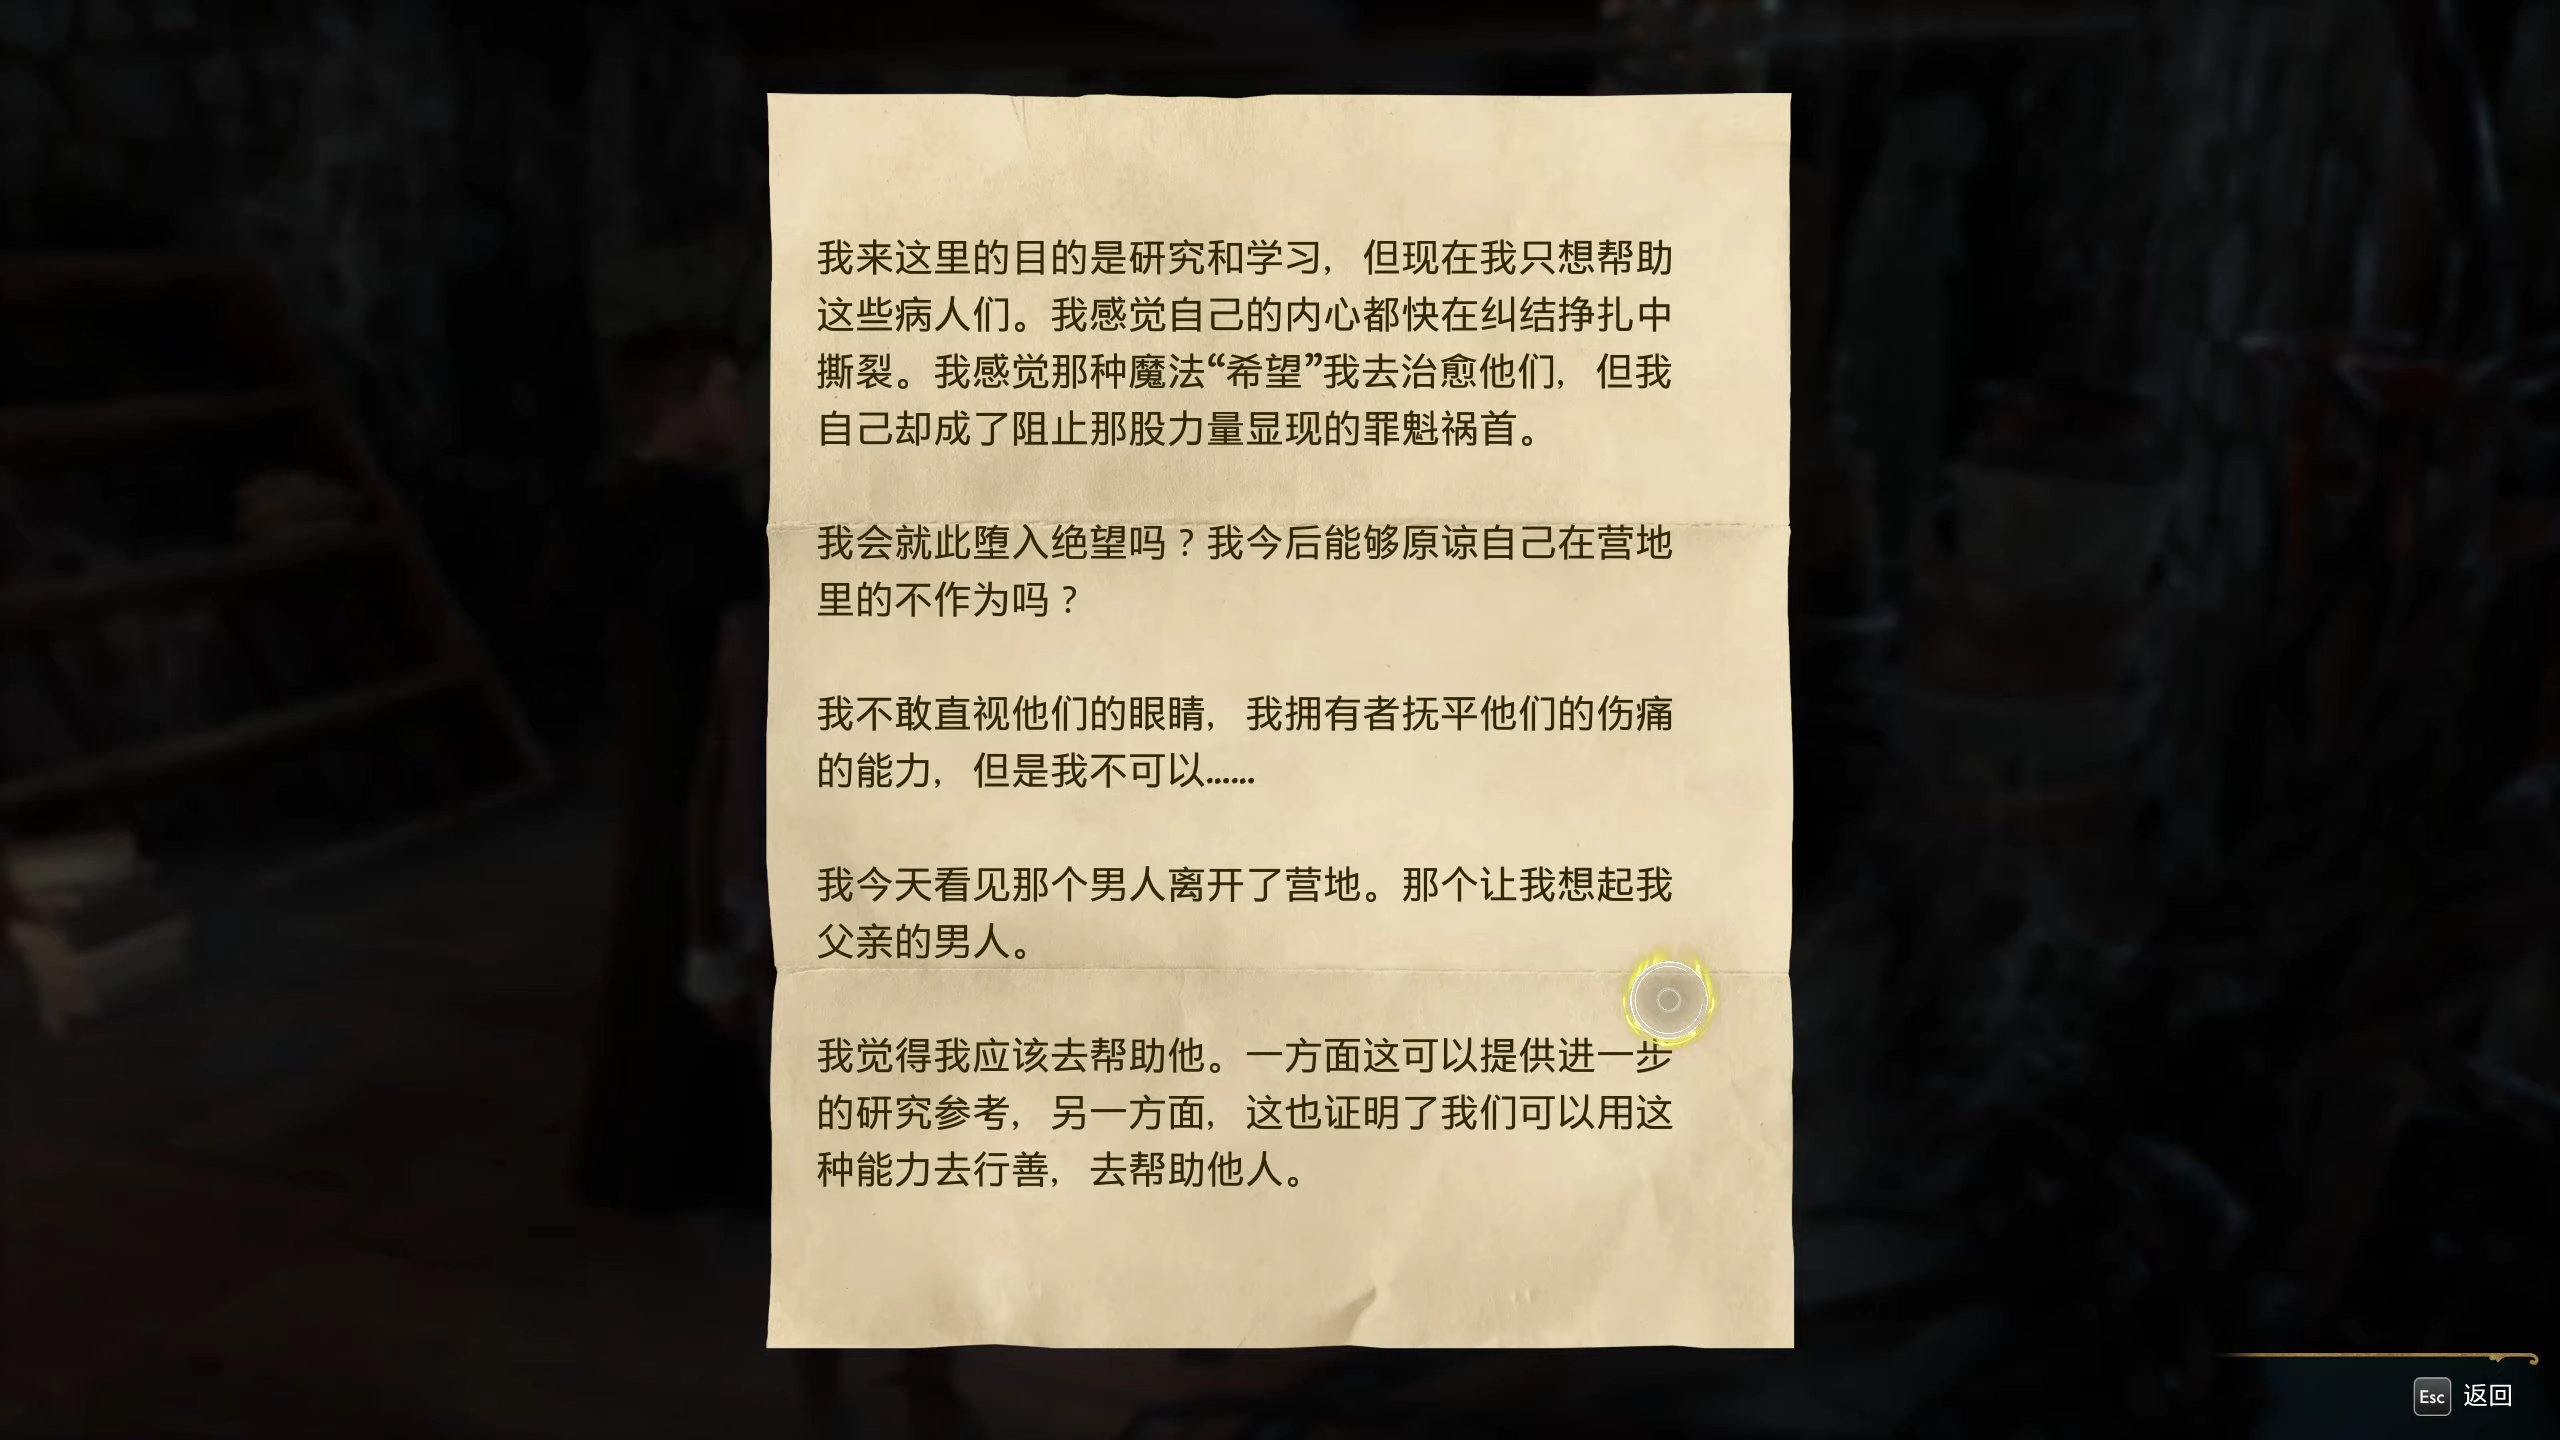 我来这里的目的是研究和学习，但现在我只想帮助
这些病人们。我感觉自己的内心都快在纠结挣扎中
撕裂。我感觉那种魔法“希望”我去治愈他们，但我
自己却成了阻止那股力量显现的罪魁祸首。
我会就此堕入绝望吗？我今后能够原谅自己在营地
里的不作为吗？
我不敢直视他们的眼睛，我拥有者抚平他们的伤痛
的能力，但是我不可以……
我今天看见那个男人离开了营地。那个让我想起我
父亲的男人。
我觉得我应该去帮助他。一方面这可以提供进一步
的研究参考，另一方面，这也证明了我们可以用这
种能力去行善，去帮助他人。
Esc 返回